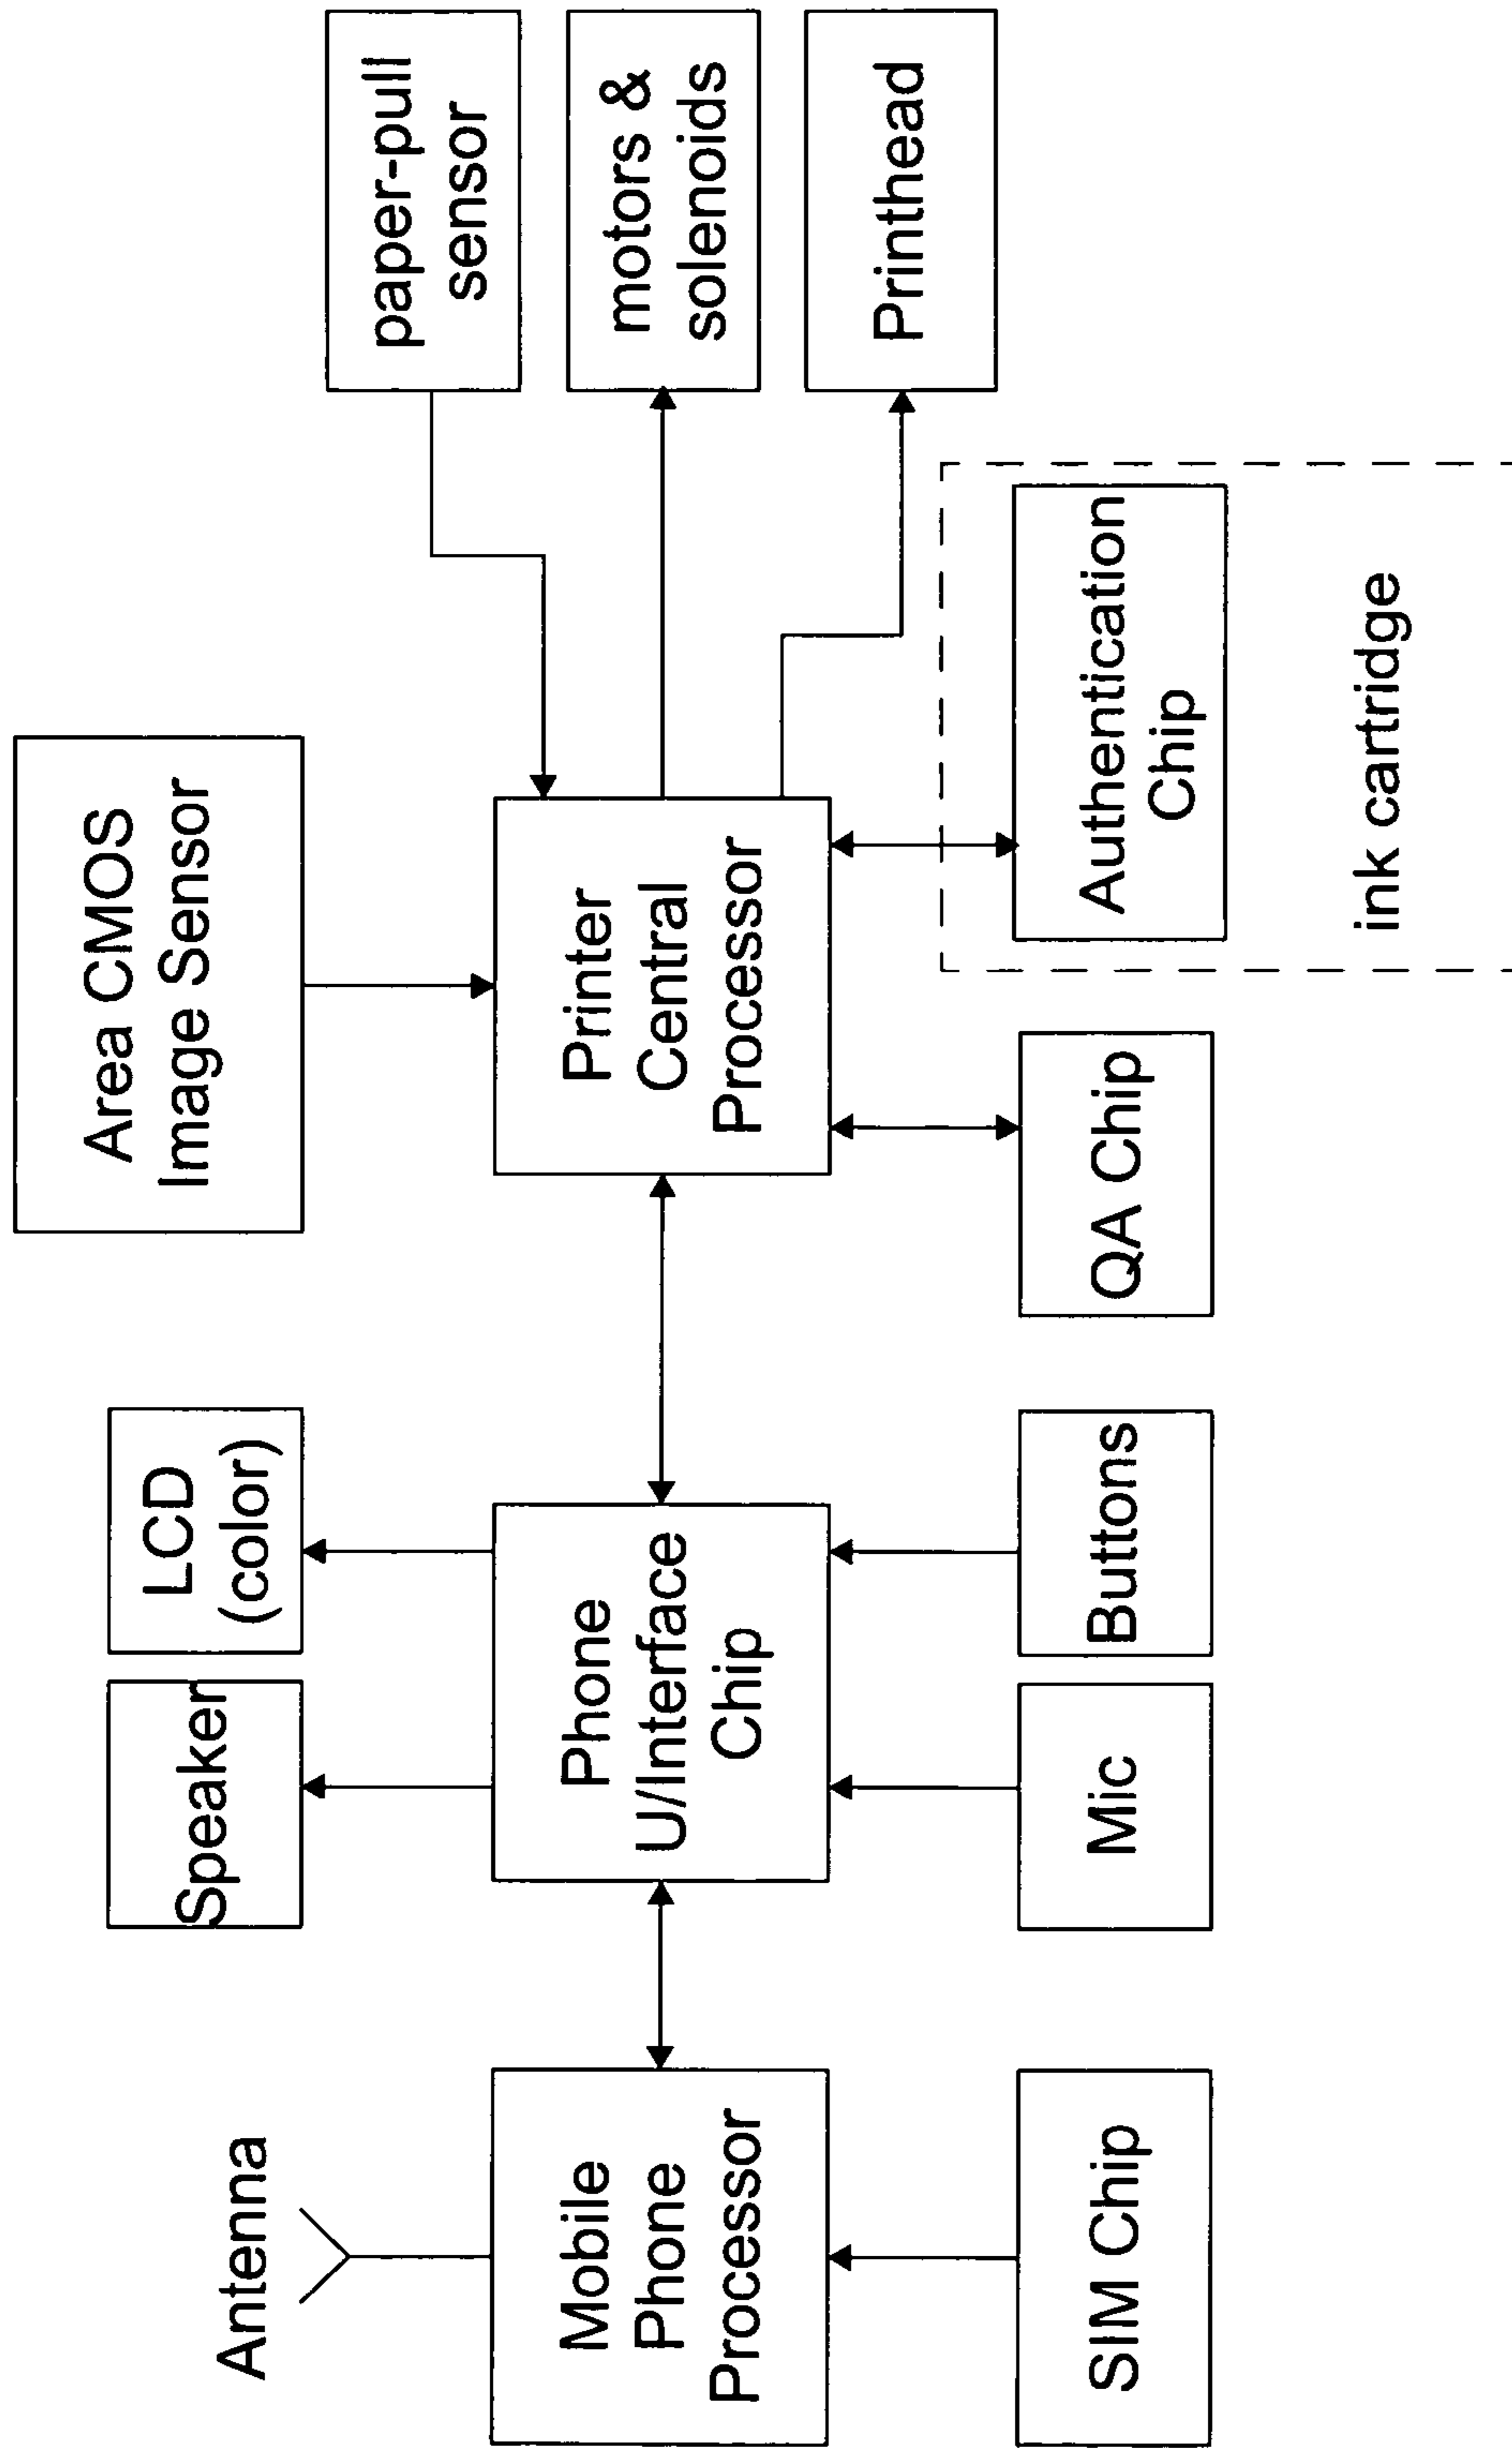 Antenna
Mobile
Phone
Processor
SIM Chip
Speaker
LCD
(color)
Phone
U/Interface
Chip
Mic
Buttons
Area CMOS
Image Sensor
Printer
Central
Processor
QA Chip
Authentication
Chip
ink cartridge
paper-pull
sensor
motors &
solenoids
Printhead